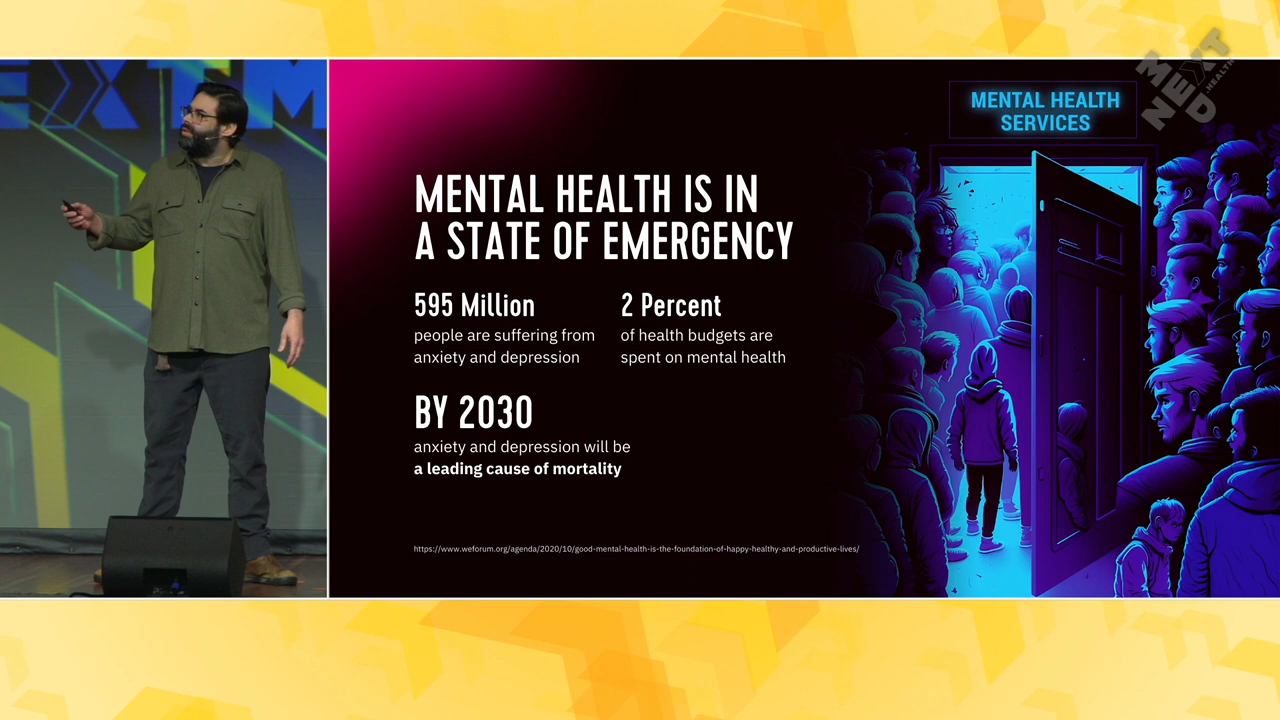 EXTM
MENTAL HEALTH
SERVICES
NEXT
MED
.HEALTH
MENTAL HEALTH IS IN
A STATE OF EMERGENCY
595 Million
people are suffering from
anxiety and depression
2 Percent
of health budgets are
spent on mental health
BY 2030
anxiety and depression will be
a leading cause of mortality
https://www.weforum.org/agenda/2020/10/good-mental-health-is-the-foundation-of-happy-healthy-and-productive-lives/